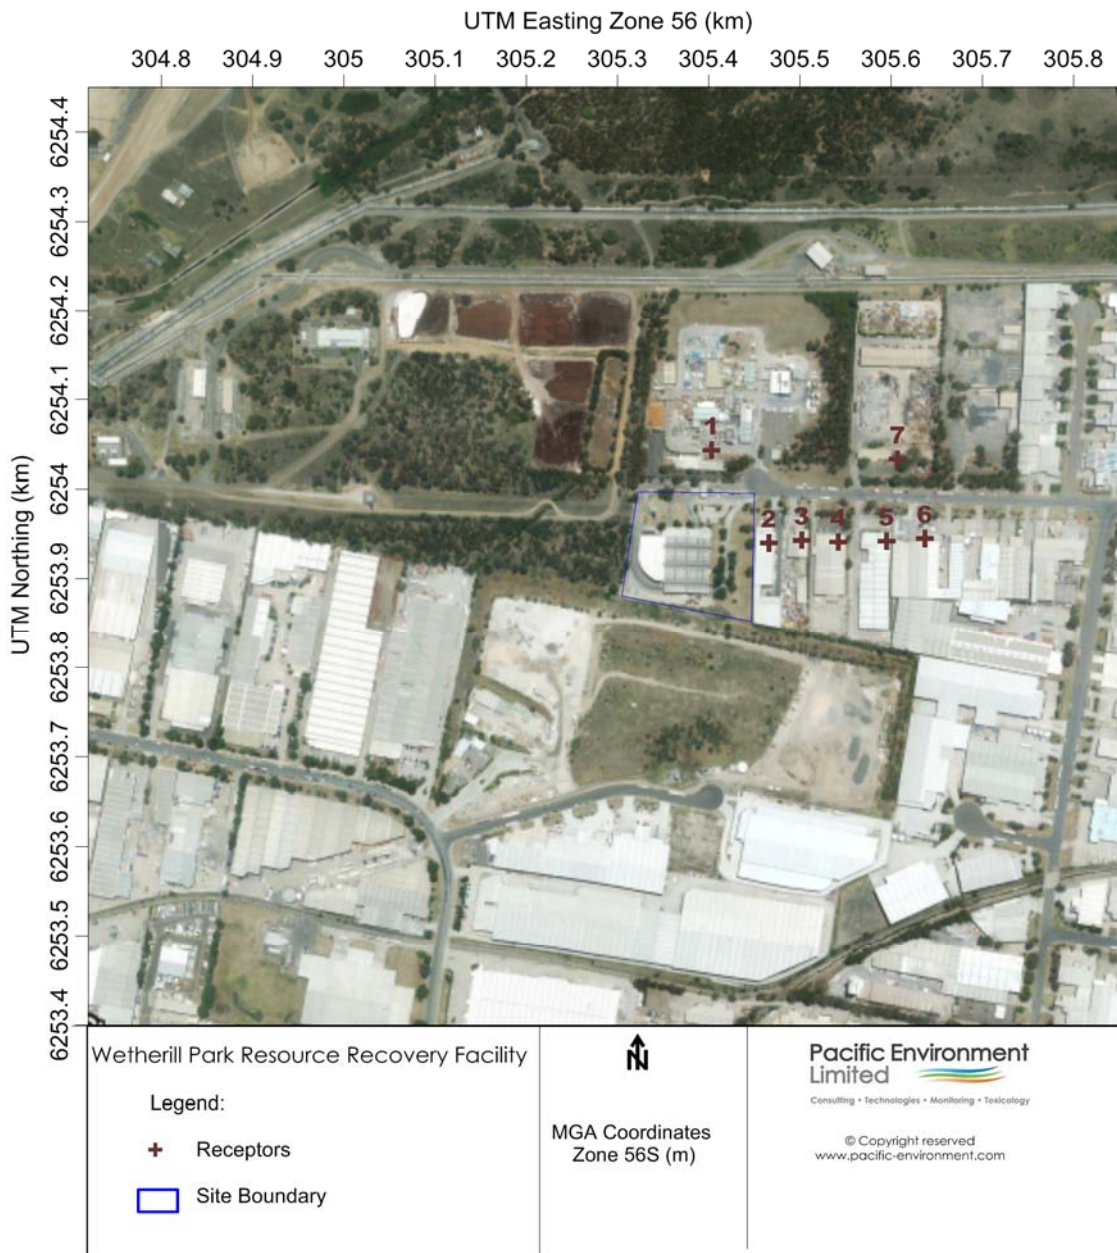 UTM Easting Zone 56 (km)
304.8 304.9 305 305.1 305.2 305.3 305.4 305.5 305.6 305.7 305.8
UTM Northing (km)
6254.4
6254.3
6254.2
6254.1
6254
6253.9
6253.8
6253.7
6253.6
6253.5
6253.4
1
7
2 3 4 5 6
Wetherill Park Resource Recovery Facility
Legend:
Receptors
Site Boundary
N
MGA Coordinates
Zone 56S (m)
Pacific Environment
Limited
Consulting • Technologies • Monitoring • Toxicology
© Copyright reserved
www.pacific-environment.com